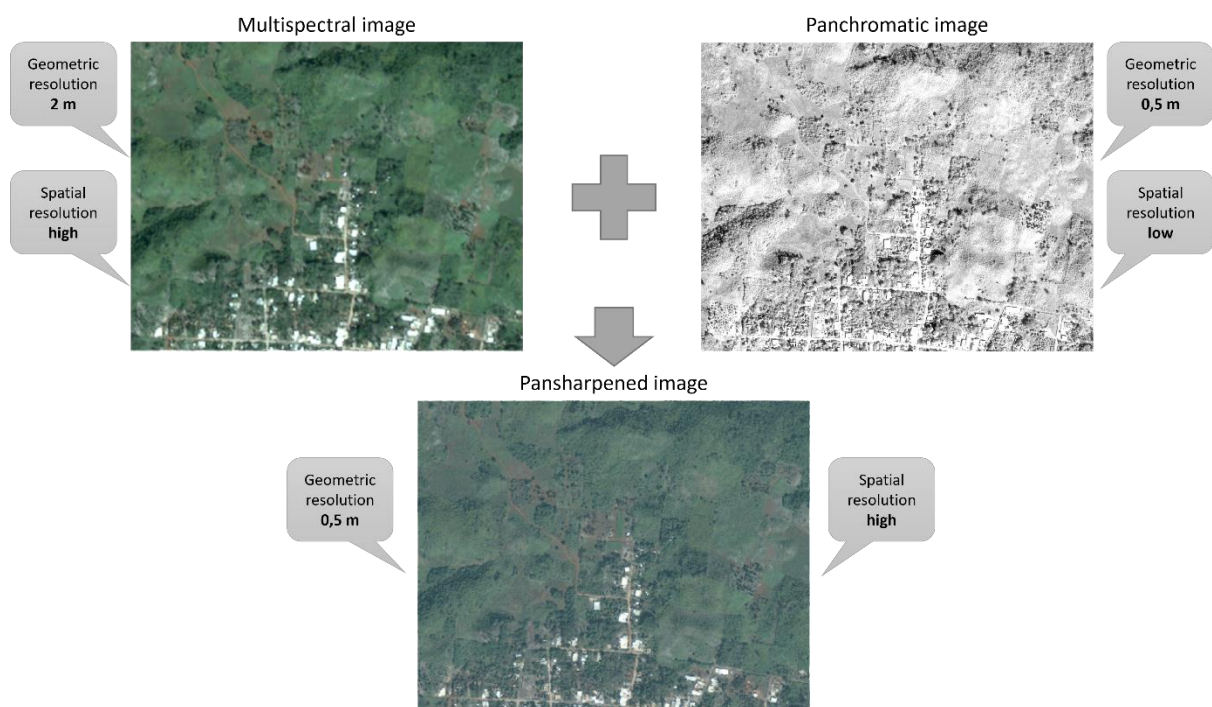 Multispectral image
Panchromatic image
Geometric
resolution
2 m
Geometric
resolution
0,5 m
Spatial
resolution
high
Spatial
resolution
low
Pansharpened image
Geometric
resolution
0,5 m
Spatial
resolution
high